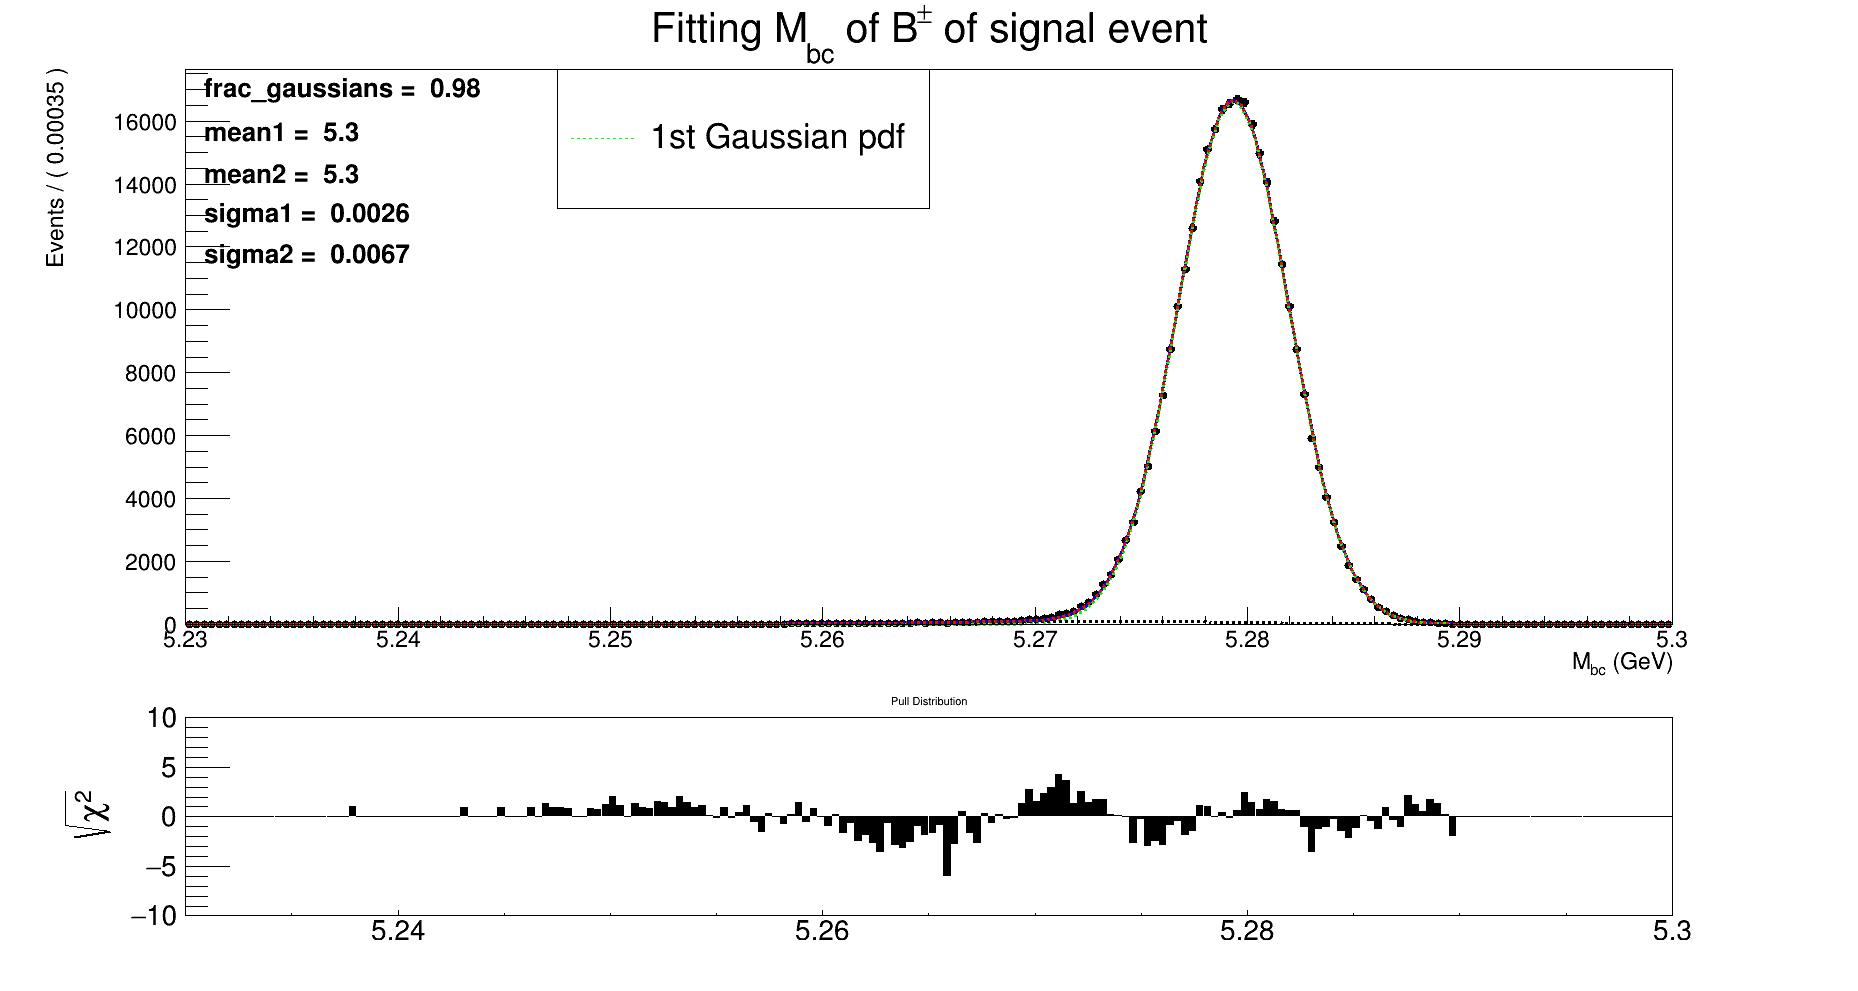 Fitting M_bc of B^± of signal event
Events / ( 0.00035 )
frac_gaussians = 0.98
mean1 = 5.3
mean2 = 5.3
sigma1 = 0.0026
sigma2 = 0.0067
1st Gaussian pdf
16000
14000
12000
10000
8000
6000
4000
2000
0
5.23 5.24 5.25 5.26 5.27 5.28 5.29 5.3
M_bc (GeV)
Pull Distribution
√χ²
10
5
0
−5
−10
5.24 5.26 5.28 5.3